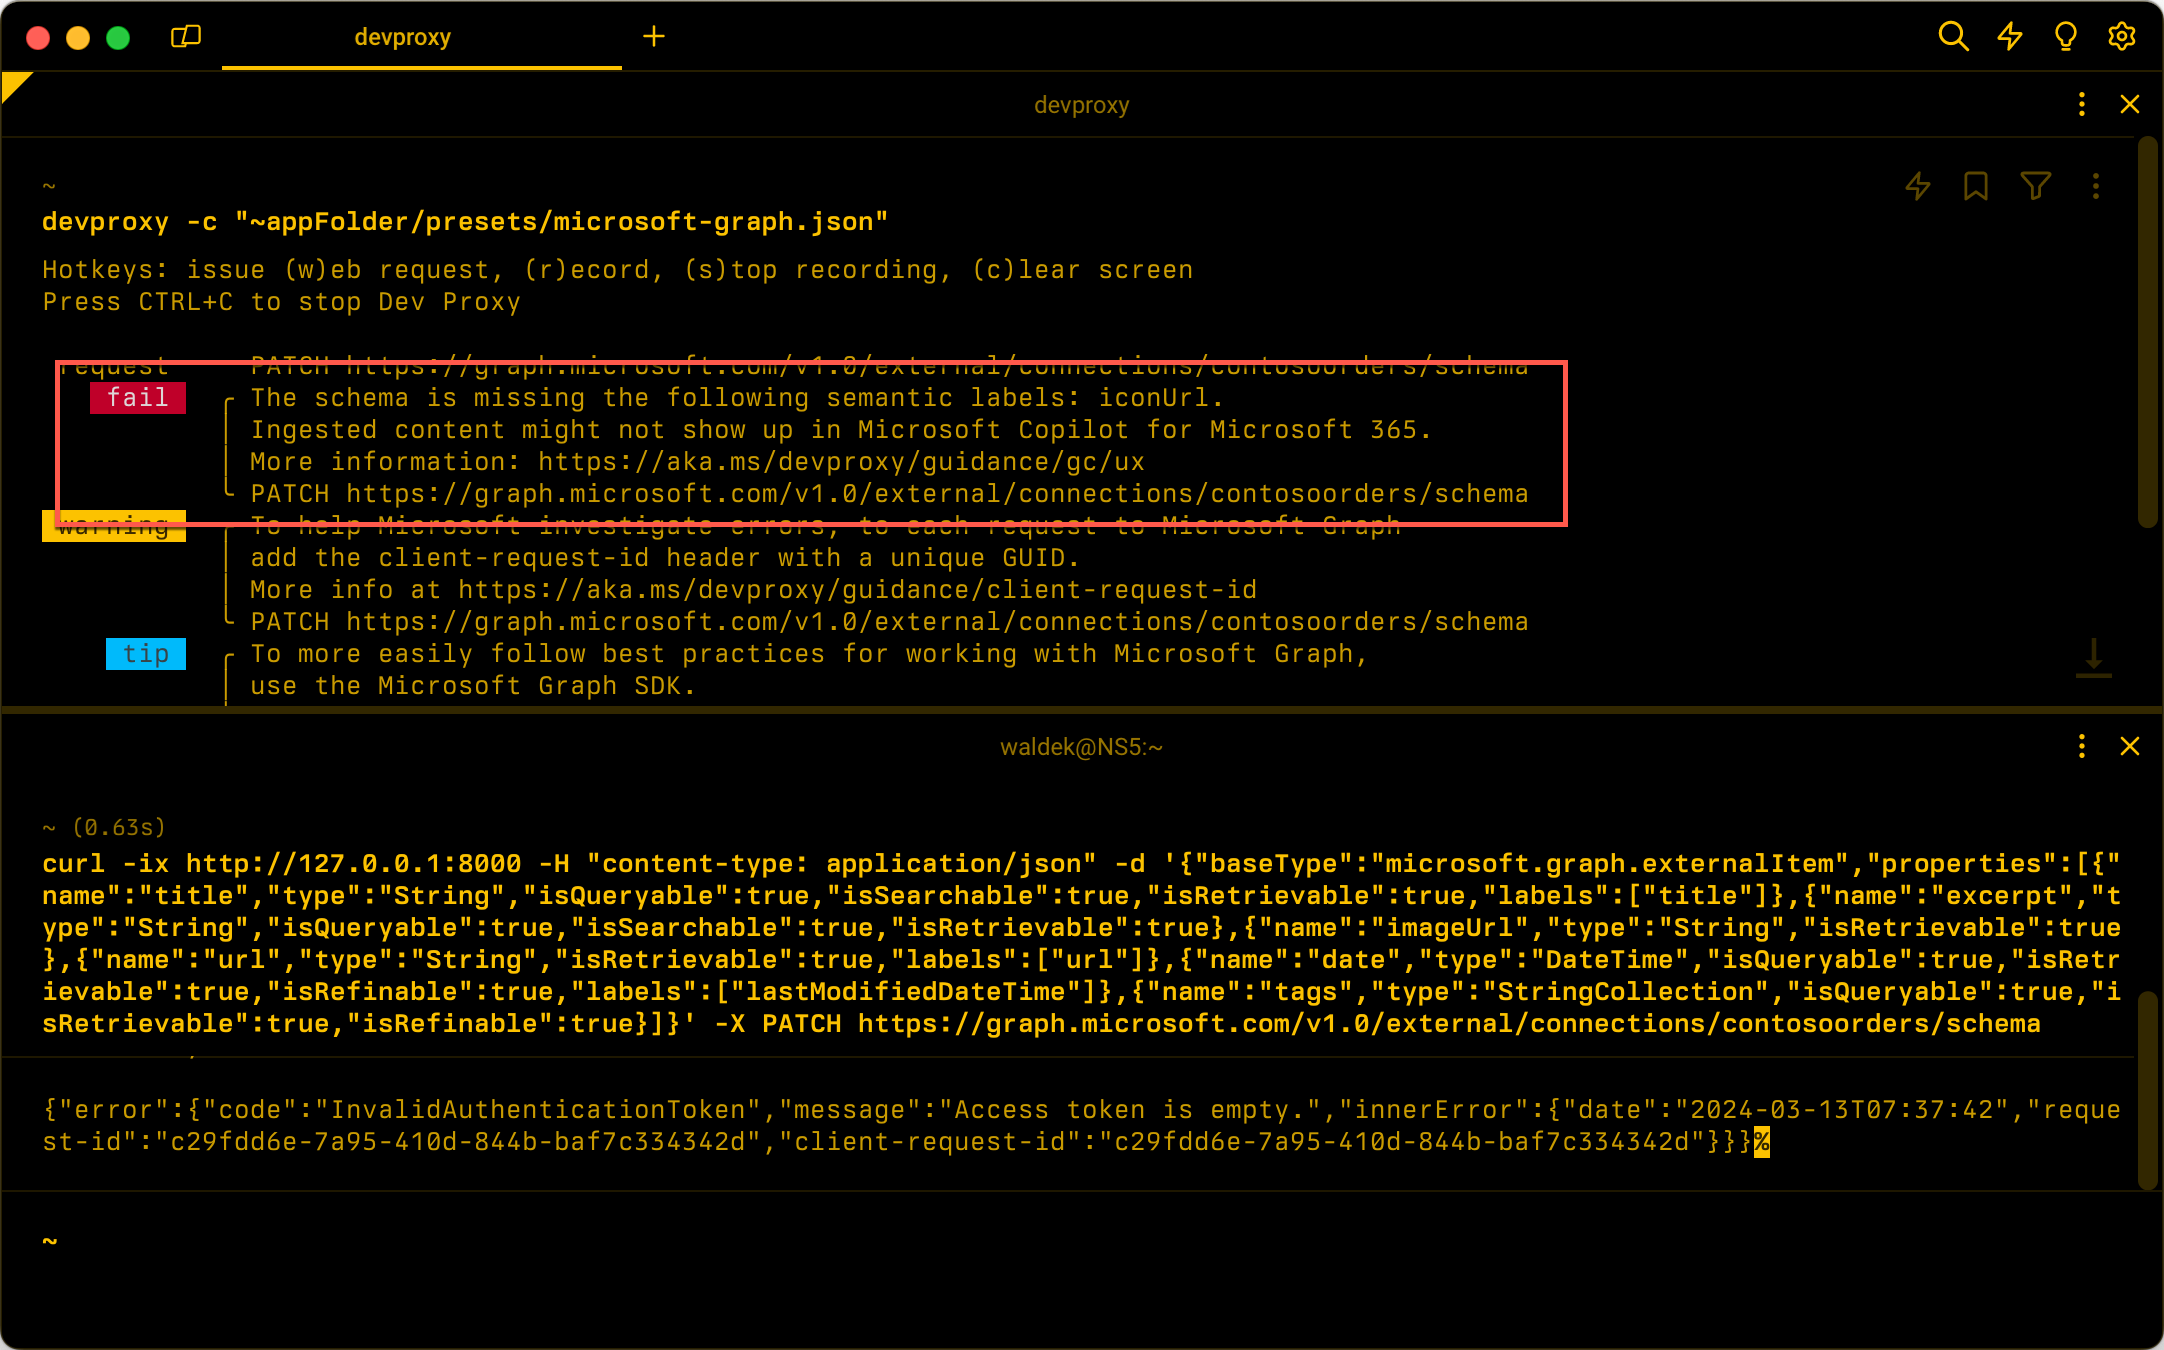 devproxy
devproxy
~
devproxy -c "~appFolder/presets/microsoft-graph.json"
Hotkeys: issue (w)eb request, (r)ecord, (s)top recording, (c)lear screen
Press CTRL+C to stop Dev Proxy
request PATCH https://graph.microsoft.com/v1.0/external/connections/contosoorders/schema
fail The schema is missing the following semantic labels: iconUrl.
Ingested content might not show up in Microsoft Copilot for Microsoft 365.
More information: https://aka.ms/devproxy/guidance/gc/ux
PATCH https://graph.microsoft.com/v1.0/external/connections/contosoorders/schema
warning To help Microsoft investigate errors, to each request to Microsoft Graph
add the client-request-id header with a unique GUID.
More info at https://aka.ms/devproxy/guidance/client-request-id
PATCH https://graph.microsoft.com/v1.0/external/connections/contosoorders/schema
tip To more easily follow best practices for working with Microsoft Graph,
use the Microsoft Graph SDK.
waldek@NS5:~
~ (0.63s)
curl -ix http://127.0.0.1:8000 -H "content-type: application/json" -d '{"baseType":"microsoft.graph.externalItem","properties":[{"
name":"title","type":"String","isQueryable":true,"isSearchable":true,"isRetrievable":true,"labels":["title"]},{"name":"excerpt","t
ype":"String","isQueryable":true,"isSearchable":true,"isRetrievable":true},{"name":"imageUrl","type":"String","isRetrievable":true
},{"name":"url","type":"String","isRetrievable":true,"labels":["url"]},{"name":"date","type":"DateTime","isQueryable":true,"isRetr
ievable":true,"isRefinable":true,"labels":["lastModifiedDateTime"]},{"name":"tags","type":"StringCollection","isQueryable":true,"i
sRetrievable":true,"isRefinable":true}]}' -X PATCH https://graph.microsoft.com/v1.0/external/connections/contosoorders/schema
{"error":{"code":"InvalidAuthenticationToken","message":"Access token is empty.","innerError":{"date":"2024-03-13T07:37:42","reque
st-id":"c29fdd6e-7a95-410d-844b-baf7c334342d","client-request-id":"c29fdd6e-7a95-410d-844b-baf7c334342d"}}}%
~